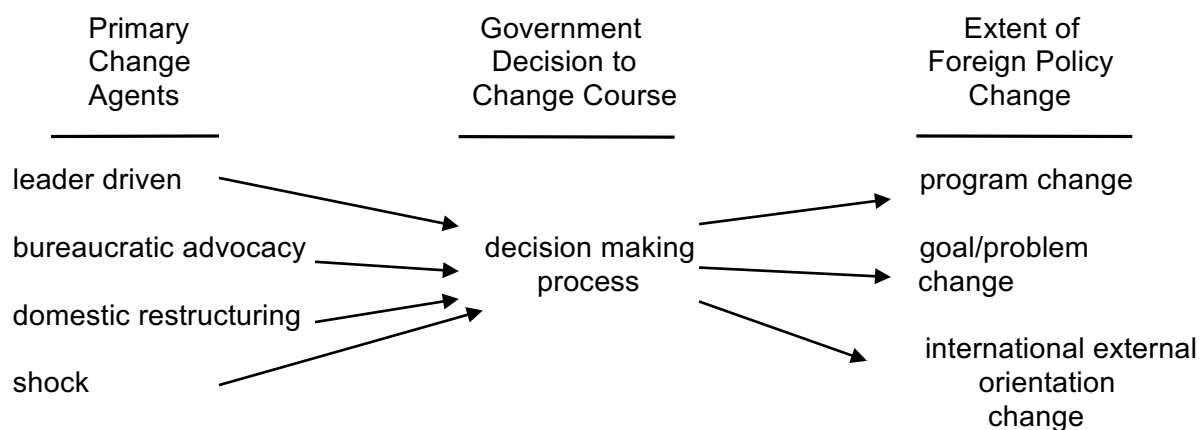 Primary
Change
Agents
Government
Decision to
Change Course
Extent of
Foreign Policy
Change
leader driven
bureaucratic advocacy
domestic restructuring
shock
decision making
process
program change
goal/problem
change
international external
orientation
change